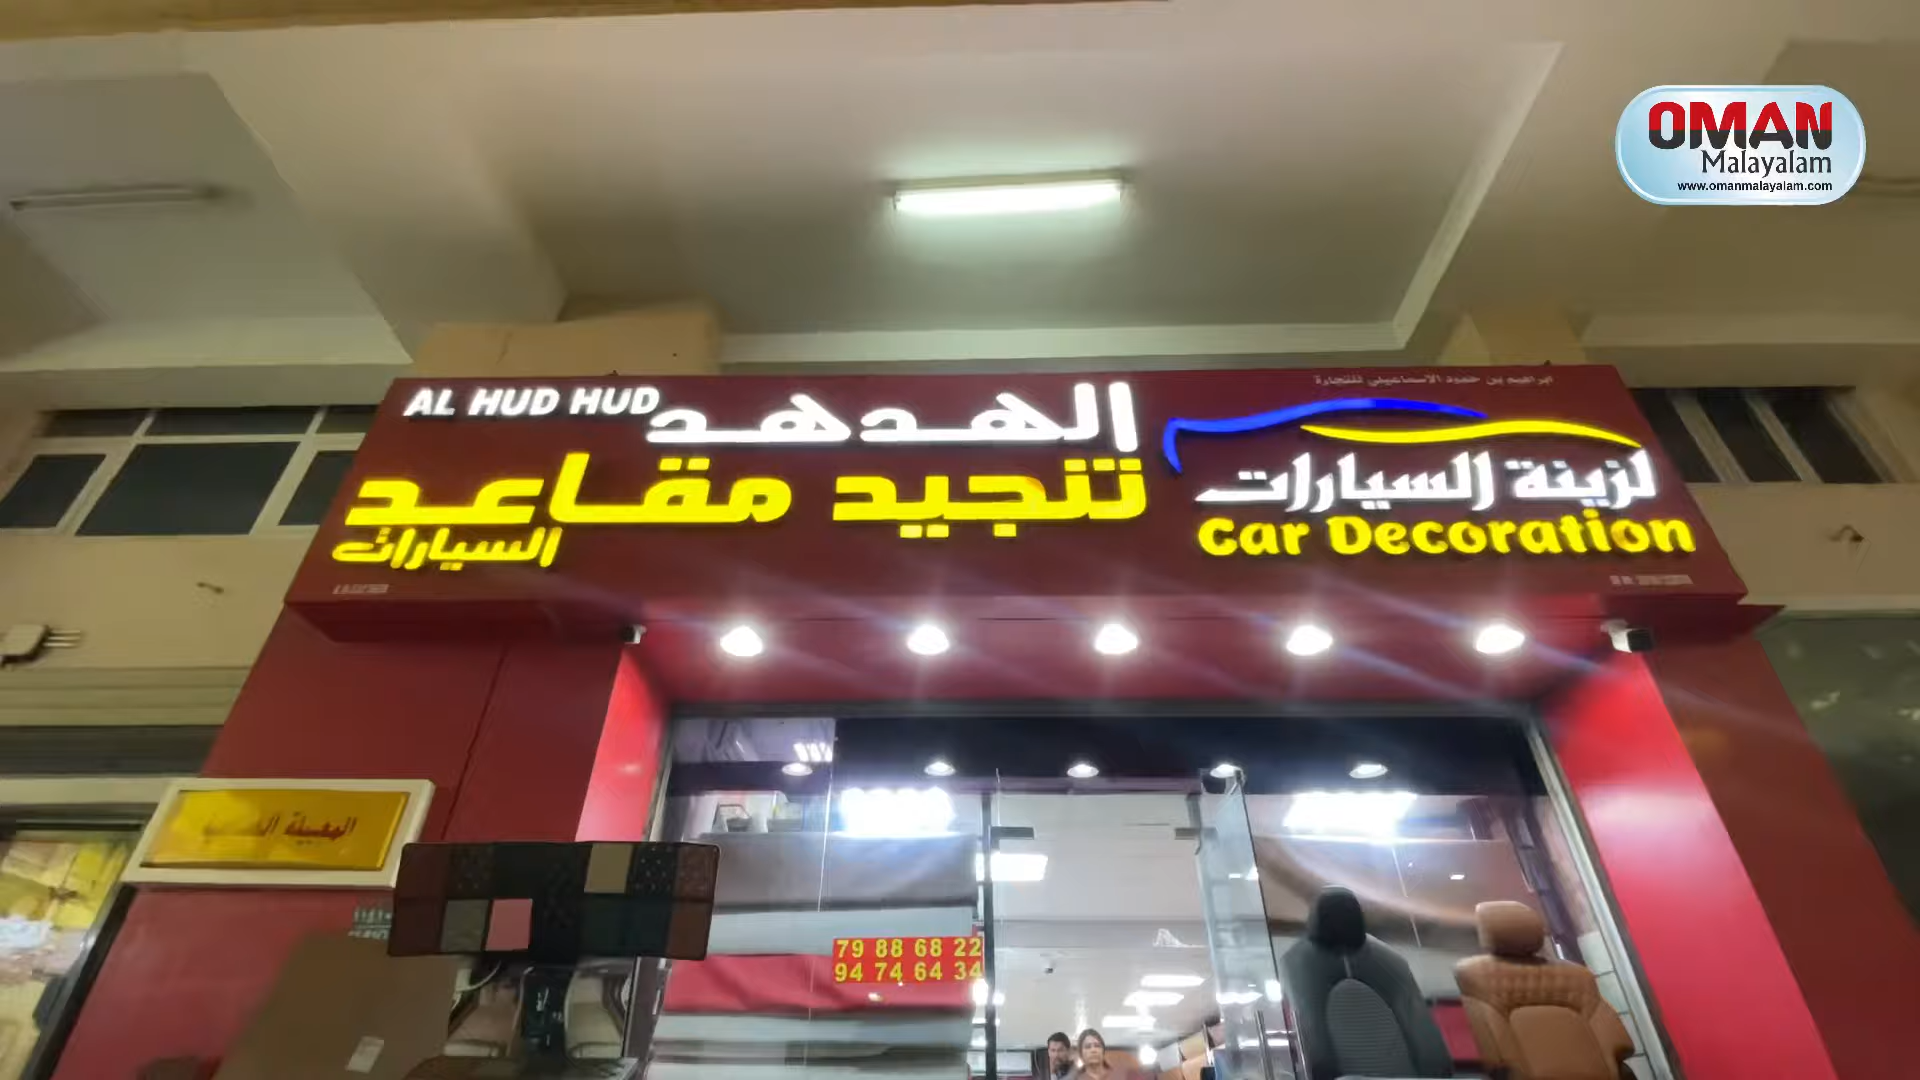 OMAN
Malayalam
www.omanmalayalam.com
ابراهيم بن حمود الاسماعيلي للتجارة
AL HUD HUD الهدهد
تنجيد مقاعد
السيارات
لزينة السيارات
Car Decoration
79 88 68 22
94 74 64 34